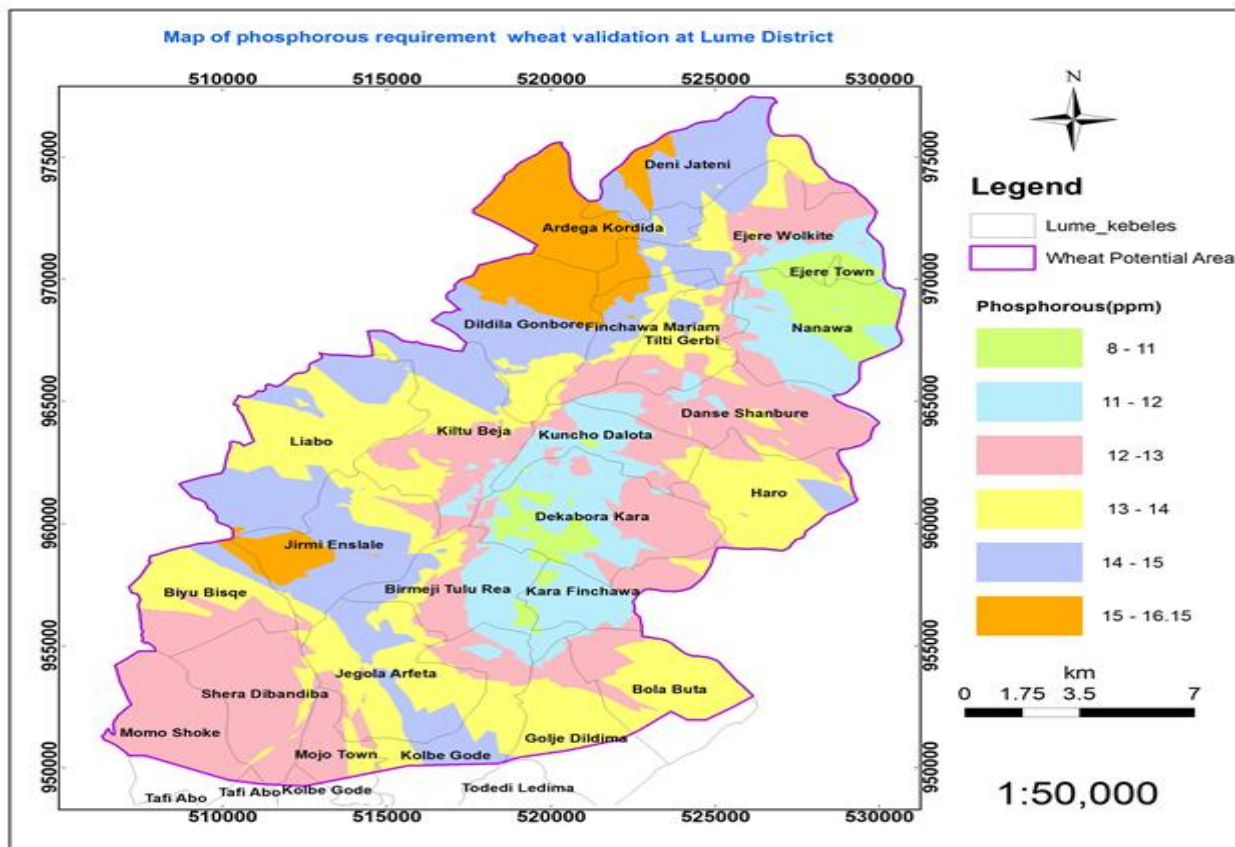 Map of phosphorous requirement wheat validation at Lume District
510000 515000 520000 525000 530000
975000 975000
970000 970000
965000 965000
960000 960000
955000 955000
950000 950000
Deni Jateni
Ardega Kordida
Ejere Wolkite
Ejere Town
Dildila Gonbore
Finchawa Mariam
Nanawa
Tilti Gerbi
Danse Shanbure
Liabo
Kiltu Beja
Kuncho Dalota
Haro
Dekabora Kara
Jirmi Enslale
Biyu Bisqe
Birmeji Tulu Rea
Kara Finchawa
Jegola Arfeta
Shera Dibandiba
Bola Buta
Momo Shoke
Golje Dildima
Mojo Town
Kolbe Gode
Tafi Abo
Tafi Abo
Kolbe Gode
Todedi Ledima
510000 515000 520000 525000 530000
N
Legend
Lume_kebeles
Wheat Potential Area
Phosphorous(ppm)
8 - 11
11 - 12
12 -13
13 - 14
14 - 15
15 - 16.15
km
0 1.75 3.5 7
1:50,000